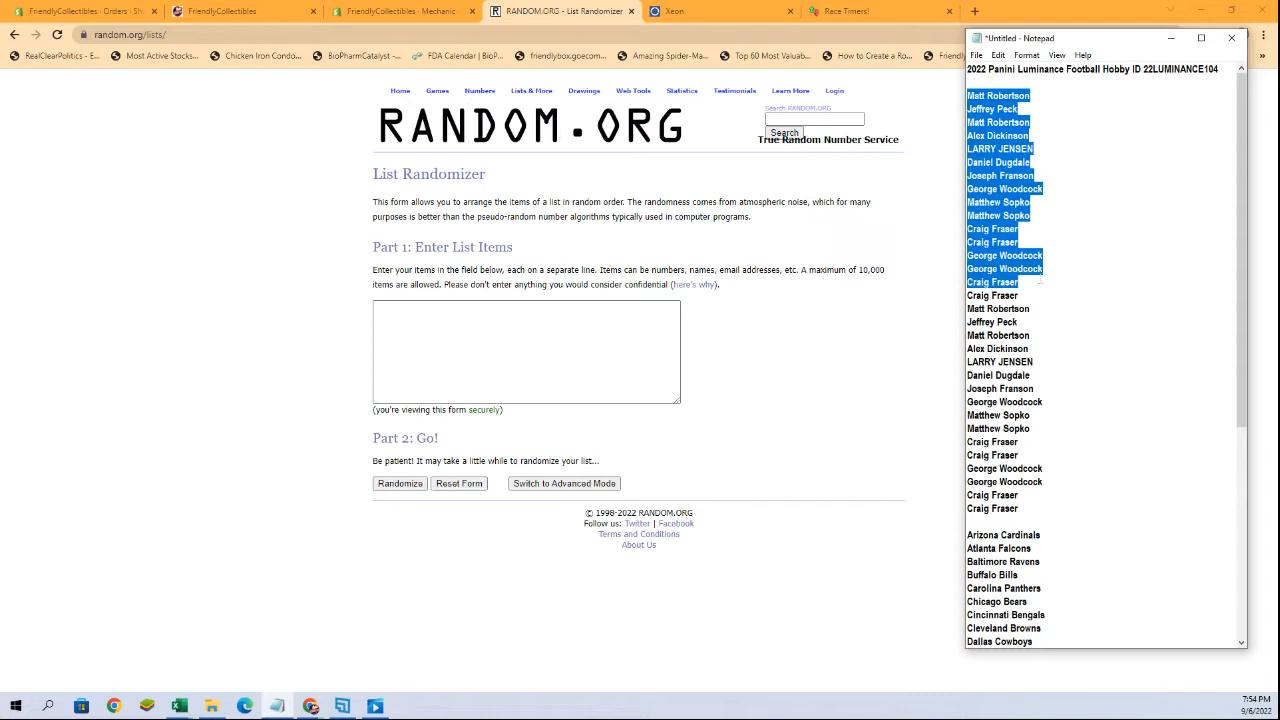 FriendlyCollectibles - Orders - Sh
FriendlyCollectibles
FriendlyCollectibles - Mechanic
RANDOM.ORG - List Randomizer
Xeon
Race Timers!
random.org/lists/
RealClearPolitics - E...
Most Active Stocks...
Chicken Iron Condo...
BiopharmCatalyst -
FDA Calendar | BioP...
friendlybox.goecom...
Amazing Spider-Ma...
Top 60 Most Valuab...
How to Create a Ro...
Friendly
*Untitled - Notepad
File Edit Format View Help
2022 Panini Luminance Football Hobby ID 22LUMINANCE104
Matt Robertson
Jeffrey Peck
Matt Robertson
Alex Dickinson
LARRY JENSEN
Daniel Dugdale
Joseph Franson
George Woodcock
Matthew Sopko
Matthew Sopko
Craig Fraser
Craig Fraser
George Woodcock
George Woodcock
Craig Fraser
Craig Fraser
Matt Robertson
Jeffrey Peck
Matt Robertson
Alex Dickinson
LARRY JENSEN
Daniel Dugdale
Joseph Franson
George Woodcock
Matthew Sopko
Matthew Sopko
Craig Fraser
Craig Fraser
George Woodcock
George Woodcock
Craig Fraser
Craig Fraser
Arizona Cardinals
Atlanta Falcons
Baltimore Ravens
Buffalo Bills
Carolina Panthers
Chicago Bears
Cincinnati Bengals
Cleveland Browns
Dallas Cowboys
Home Games Numbers Lists & More Drawings Web Tools Statistics Testimonials Learn More Login
RANDOM.ORG
Search RANDOM.ORG
Search
True Random Number Service
List Randomizer
This form allows you to arrange the items of a list in random order. The randomness comes from atmospheric noise, which for many
purposes is better than the pseudo-random number algorithms typically used in computer programs.
Part 1: Enter List Items
Enter your items in the field below, each on a separate line. Items can be numbers, names, email addresses, etc. A maximum of 10,000
items are allowed. Please don't enter anything you would consider confidential (here's why).
(you're viewing this form securely)
Part 2: Go!
Be patient! It may take a little while to randomize your list...
Randomize Reset Form Switch to Advanced Mode
© 1998-2022 RANDOM.ORG
Follow us: Twitter | Facebook
Terms and Conditions
About Us
7:54 PM
9/6/2022